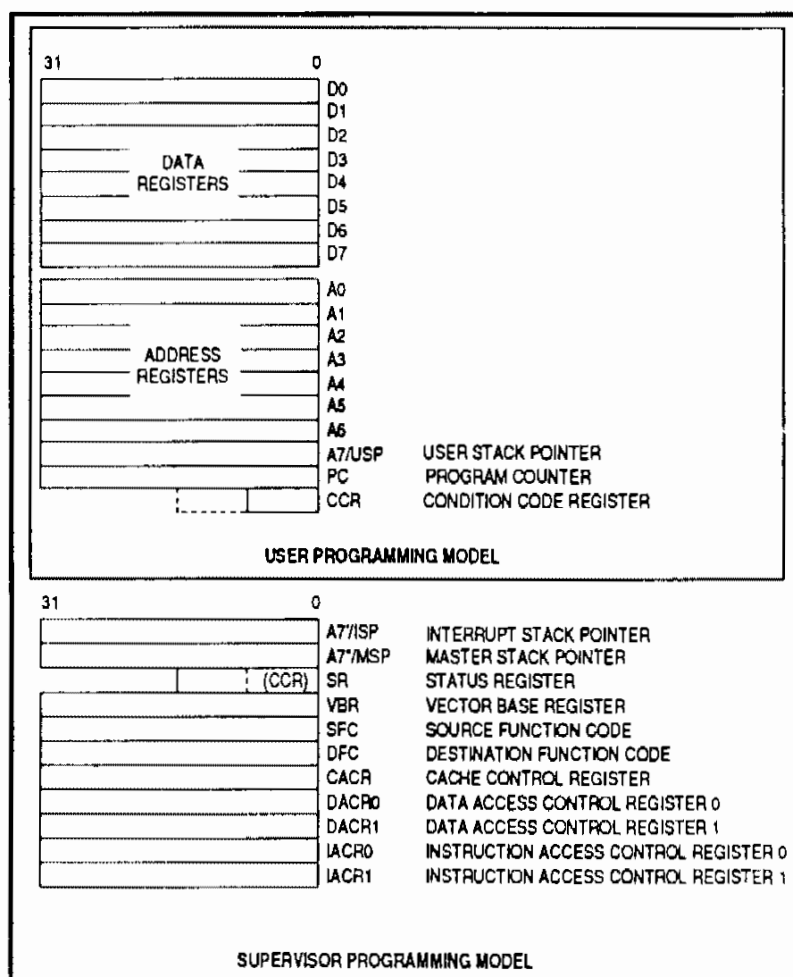 31 0
D0
D1
D2
D3
D4
D5
D6
D7
DATA
REGISTERS
A0
A1
A2
A3
A4
A5
A6
ADDRESS
REGISTERS
A7/USP USER STACK POINTER
PC PROGRAM COUNTER
CCR CONDITION CODE REGISTER
USER PROGRAMMING MODEL
31 0
A7'/ISP INTERRUPT STACK POINTER
A7"/MSP MASTER STACK POINTER
(CCR) SR STATUS REGISTER
VBR VECTOR BASE REGISTER
SFC SOURCE FUNCTION CODE
DFC DESTINATION FUNCTION CODE
CACR CACHE CONTROL REGISTER
DACR0 DATA ACCESS CONTROL REGISTER 0
DACR1 DATA ACCESS CONTROL REGISTER 1
IACR0 INSTRUCTION ACCESS CONTROL REGISTER 0
IACR1 INSTRUCTION ACCESS CONTROL REGISTER 1
SUPERVISOR PROGRAMMING MODEL